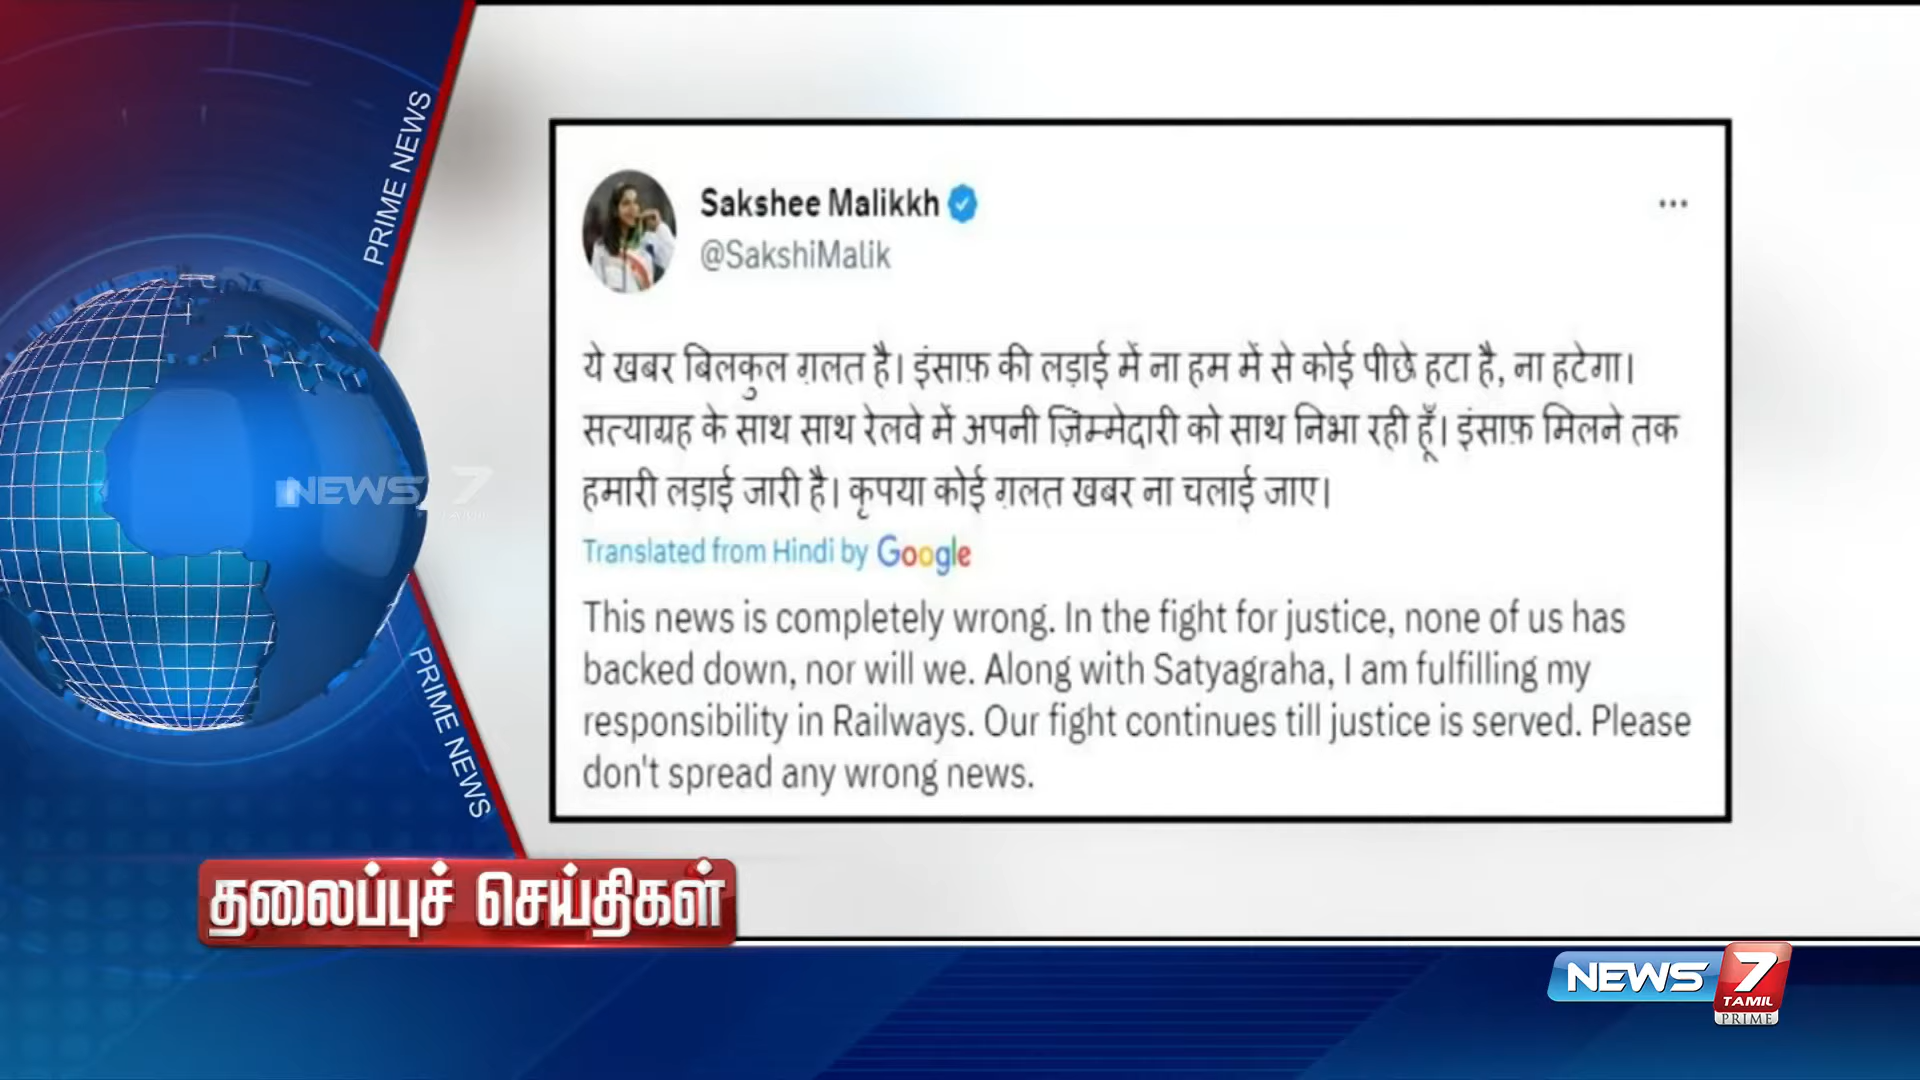 PRIME NEWS
Sakshee Malikkh
@SakshiMalik
ये खबर बिलकुल ग़लत है। इंसाफ़ की लड़ाई में ना हम में से कोई पीछे हटा है, ना हटेगा।
सत्याग्रह के साथ साथ रेलवे में अपनी ज़िम्मेदारी को साथ निभा रही हूँ। इंसाफ़ मिलने तक
हमारी लड़ाई जारी है। कृपया कोई ग़लत खबर ना चलाई जाए।
Translated from Hindi by Google
This news is completely wrong. In the fight for justice, none of us has
backed down, nor will we. Along with Satyagraha, I am fulfilling my
responsibility in Railways. Our fight continues till justice is served. Please
don't spread any wrong news.
NEWS 7
PRIME NEWS
தலைப்புச் செய்திகள்
NEWS 7
TAMIL
PRIME